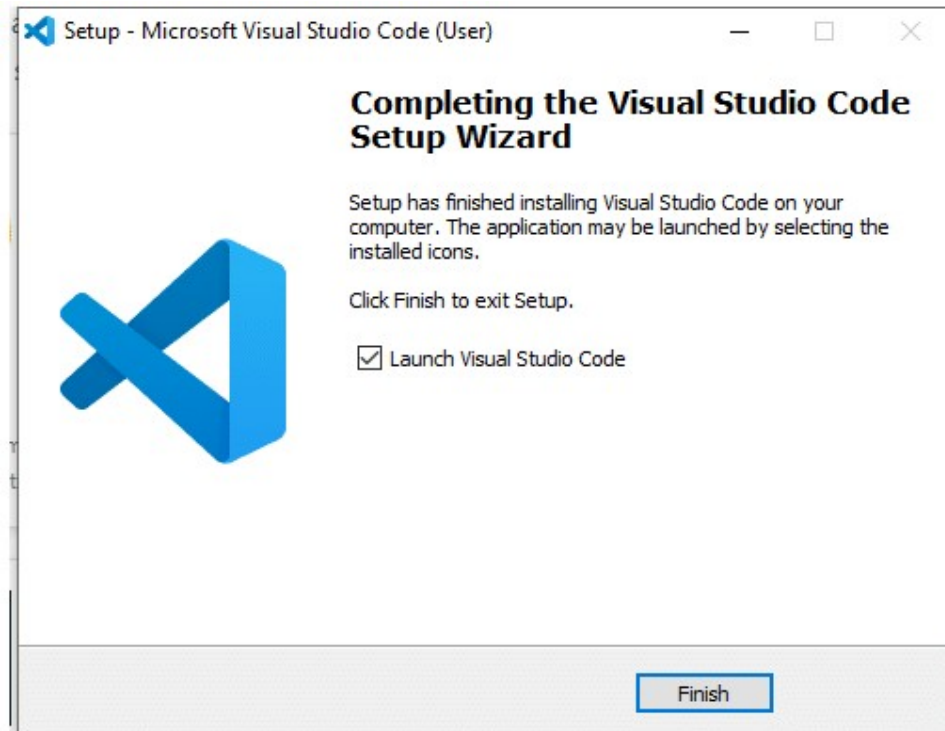 Setup - Microsoft Visual Studio Code (User)
Completing the Visual Studio Code
Setup Wizard
Setup has finished installing Visual Studio Code on your
computer. The application may be launched by selecting the
installed icons.
Click Finish to exit Setup.
Launch Visual Studio Code
Finish